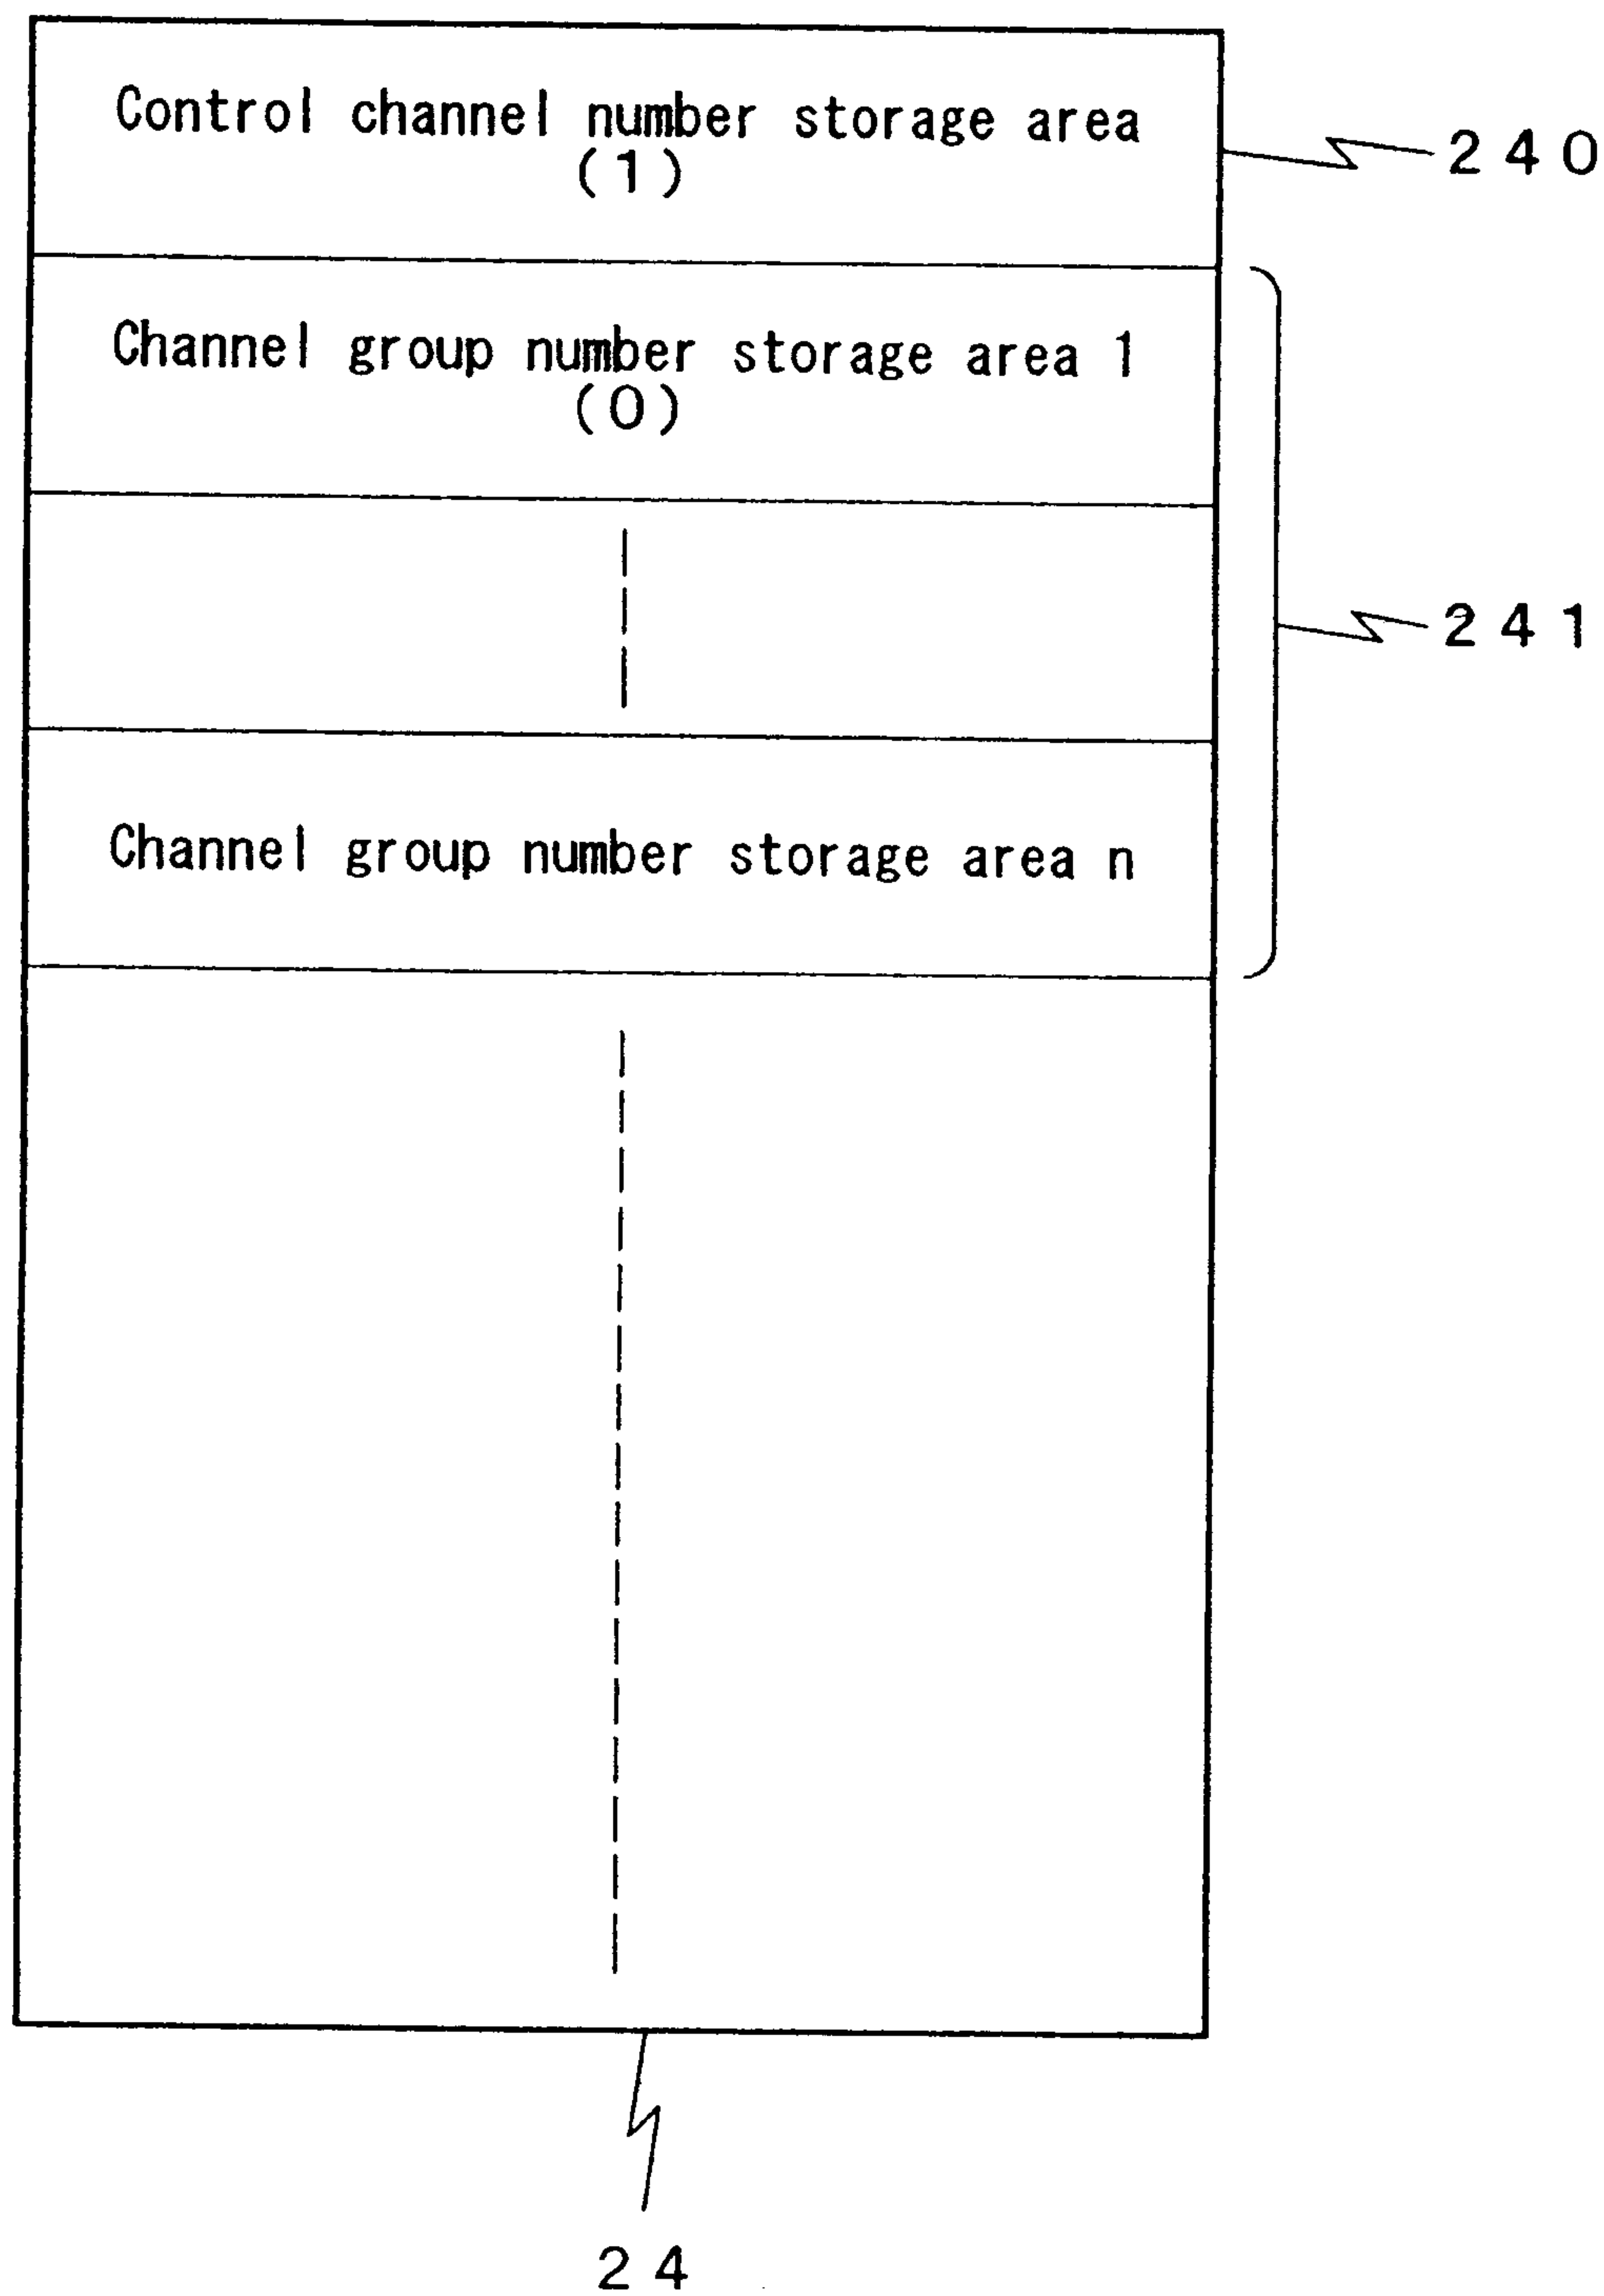 Control channel number storage area
(1)
240
Channel group number storage area 1
(0)
241
Channel group number storage area n
24